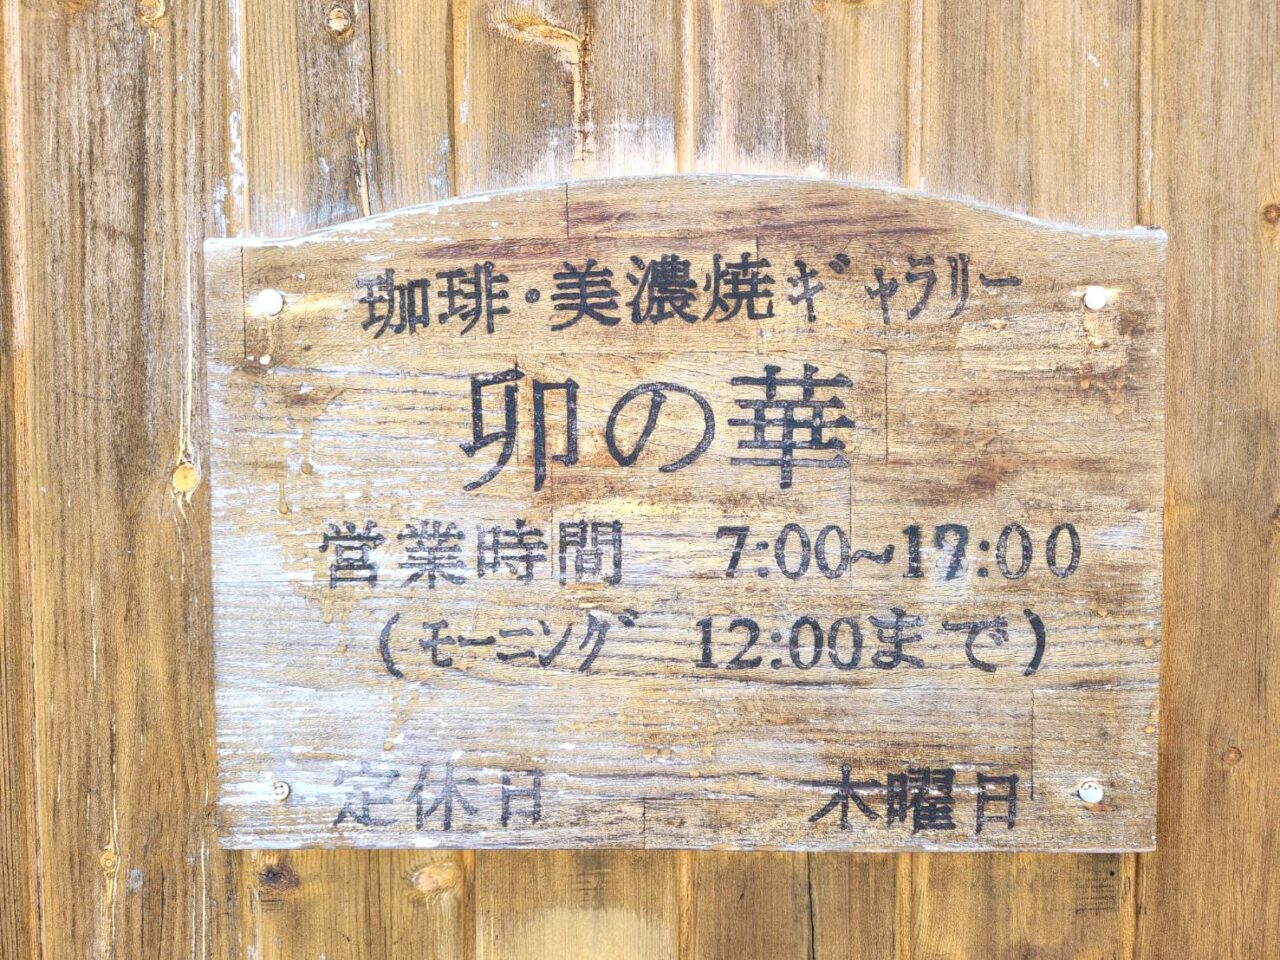 珈琲・美濃焼ギャラリー
卯の華
営業時間　7:00~17:00
(モーニング　12:00まで)
定休日　木曜日